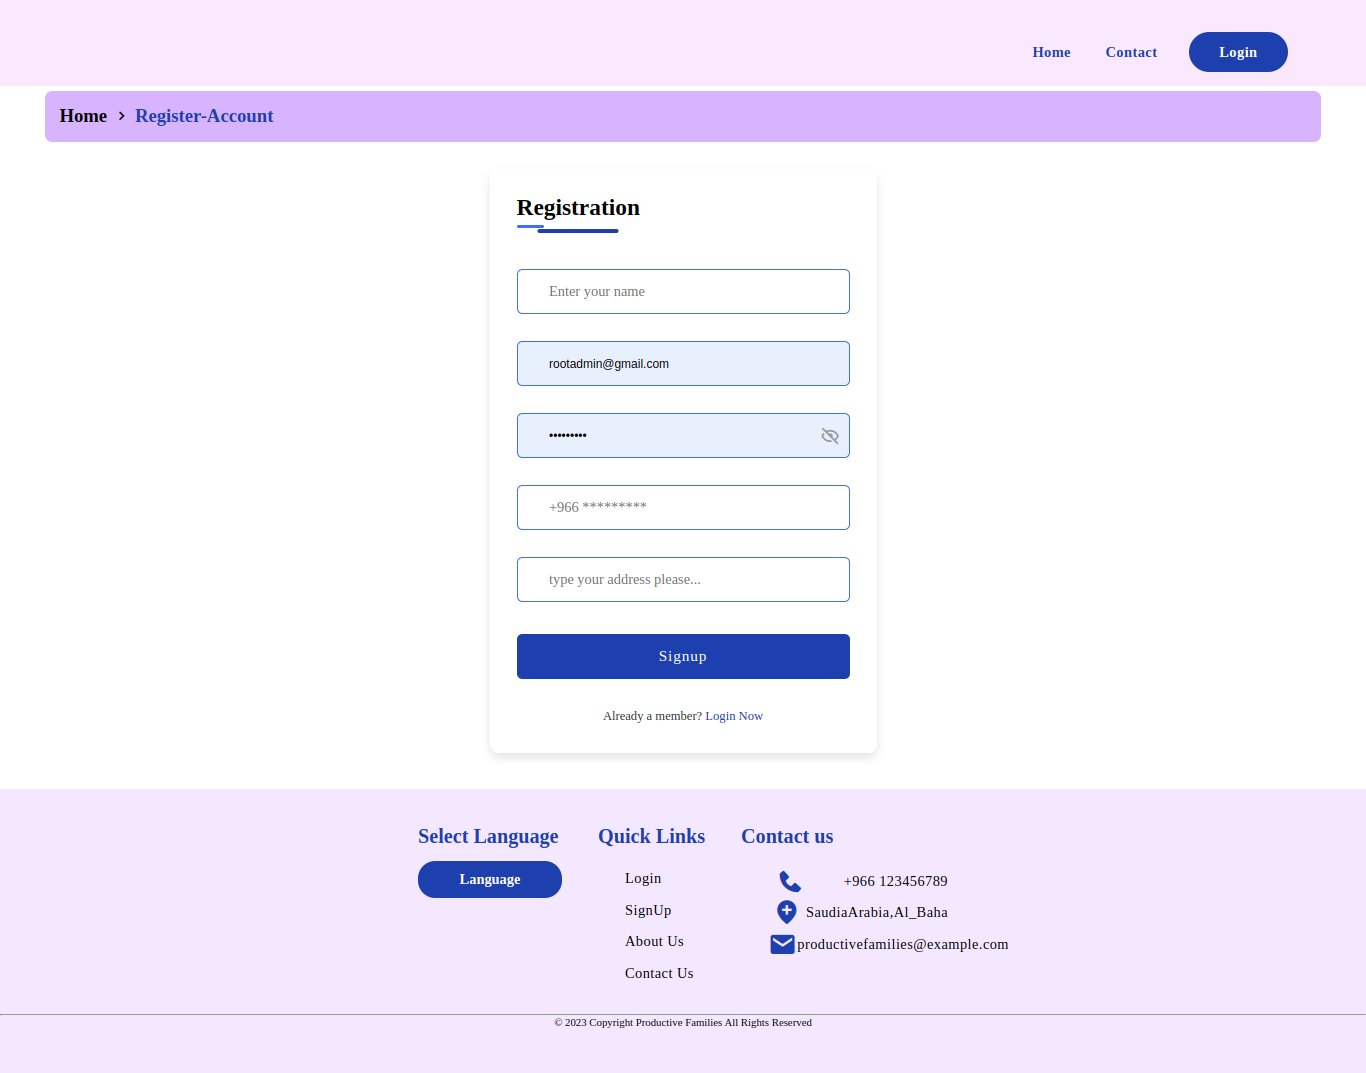 Home Contact Login
Home > Register-Account
Registration
Enter your name
rootadmin@gmail.com
•••••••••
+966 *********
type your address please...
Signup
Already a member? Login Now
Select Language
Language
Quick Links
Login
SignUp
About Us
Contact Us
Contact us
+966 123456789
SaudiaArabia,Al_Baha
productivefamilies@example.com
© 2023 Copyright Productive Families All Rights Reserved